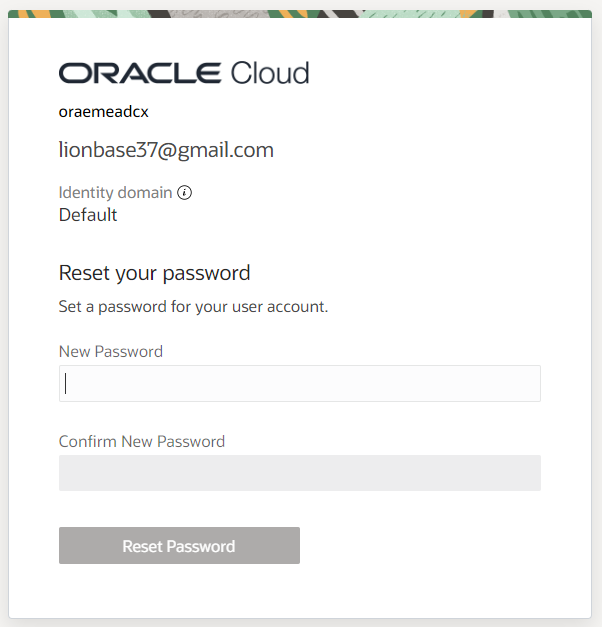 ORACLE Cloud
oraemeadcx
lionbase37@gmail.com
Identity domain
Default
Reset your password
Set a password for your user account.
New Password
Confirm New Password
Reset Password